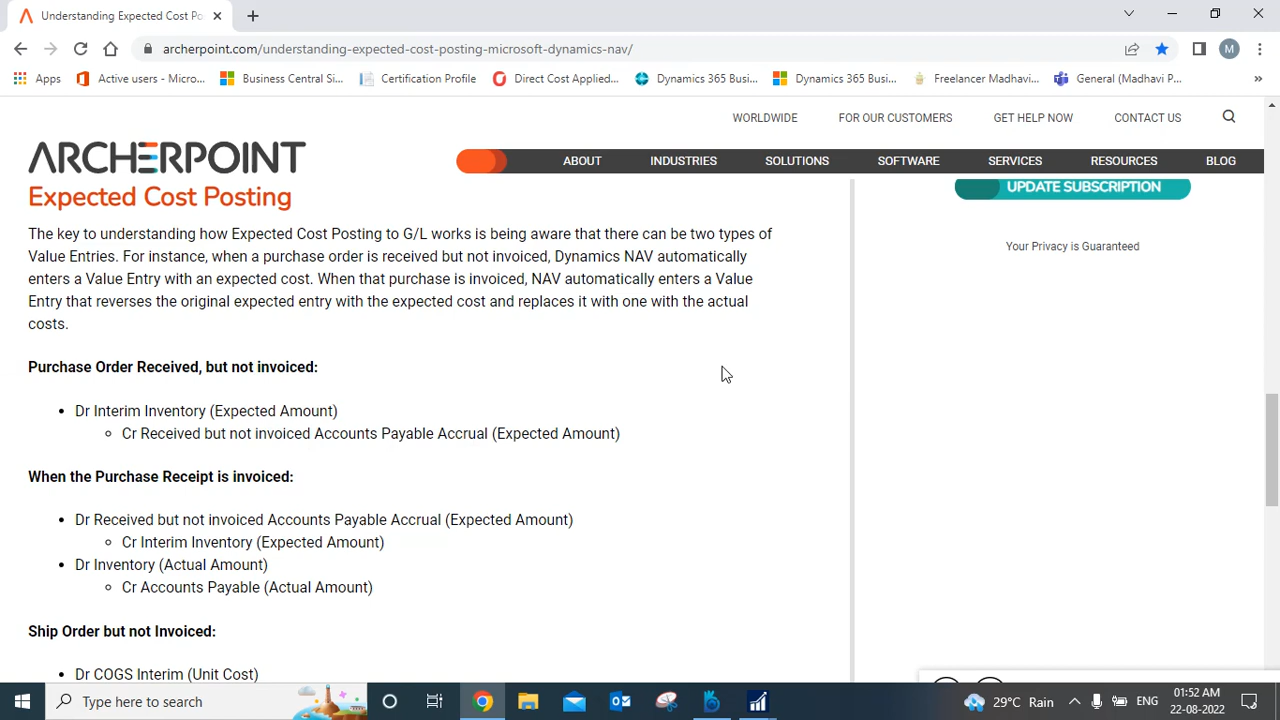 Understanding Expected Cost Po
archerpoint.com/understanding-expected-cost-posting-microsoft-dynamics-nav/
M
Apps
Active users - Micro...
Business Central Si...
Certification Profile
Direct Cost Applied...
Dynamics 365 Busi...
Dynamics 365 Busi...
Freelancer Madhavi...
General (Madhavi P...
»
WORLDWIDE
FOR OUR CUSTOMERS
GET HELP NOW
CONTACT US
ARCHERPOINT
ABOUT
INDUSTRIES
SOLUTIONS
SOFTWARE
SERVICES
RESOURCES
BLOG
Expected Cost Posting
UPDATE SUBSCRIPTION
Your Privacy is Guaranteed
The key to understanding how Expected Cost Posting to G/L works is being aware that there can be two types of
Value Entries. For instance, when a purchase order is received but not invoiced, Dynamics NAV automatically
enters a Value Entry with an expected cost. When that purchase is invoiced, NAV automatically enters a Value
Entry that reverses the original expected entry with the expected cost and replaces it with one with the actual
costs.
Purchase Order Received, but not invoiced:
• Dr Interim Inventory (Expected Amount)
◦ Cr Received but not invoiced Accounts Payable Accrual (Expected Amount)
When the Purchase Receipt is invoiced:
• Dr Received but not invoiced Accounts Payable Accrual (Expected Amount)
◦ Cr Interim Inventory (Expected Amount)
• Dr Inventory (Actual Amount)
◦ Cr Accounts Payable (Actual Amount)
Ship Order but not Invoiced:
• Dr COGS Interim (Unit Cost)
Type here to search
29°C Rain
ENG
01:52 AM
22-08-2022